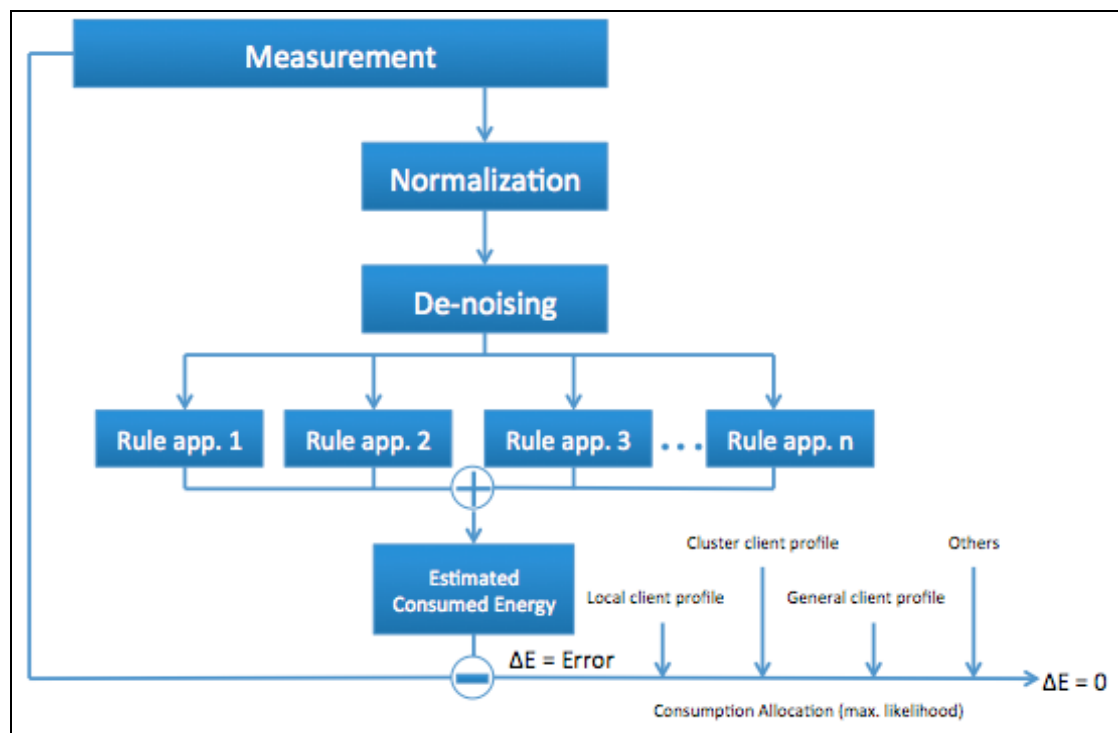 Measurement
Normalization
De-noising
Rule app. 1
Rule app. 2
Rule app. 3
...
Rule app. n
+
Estimated
Consumed Energy
Cluster client profile
Others
Local client profile
General client profile
ΔE = Error
ΔE = 0
Consumption Allocation (max. likelihood)